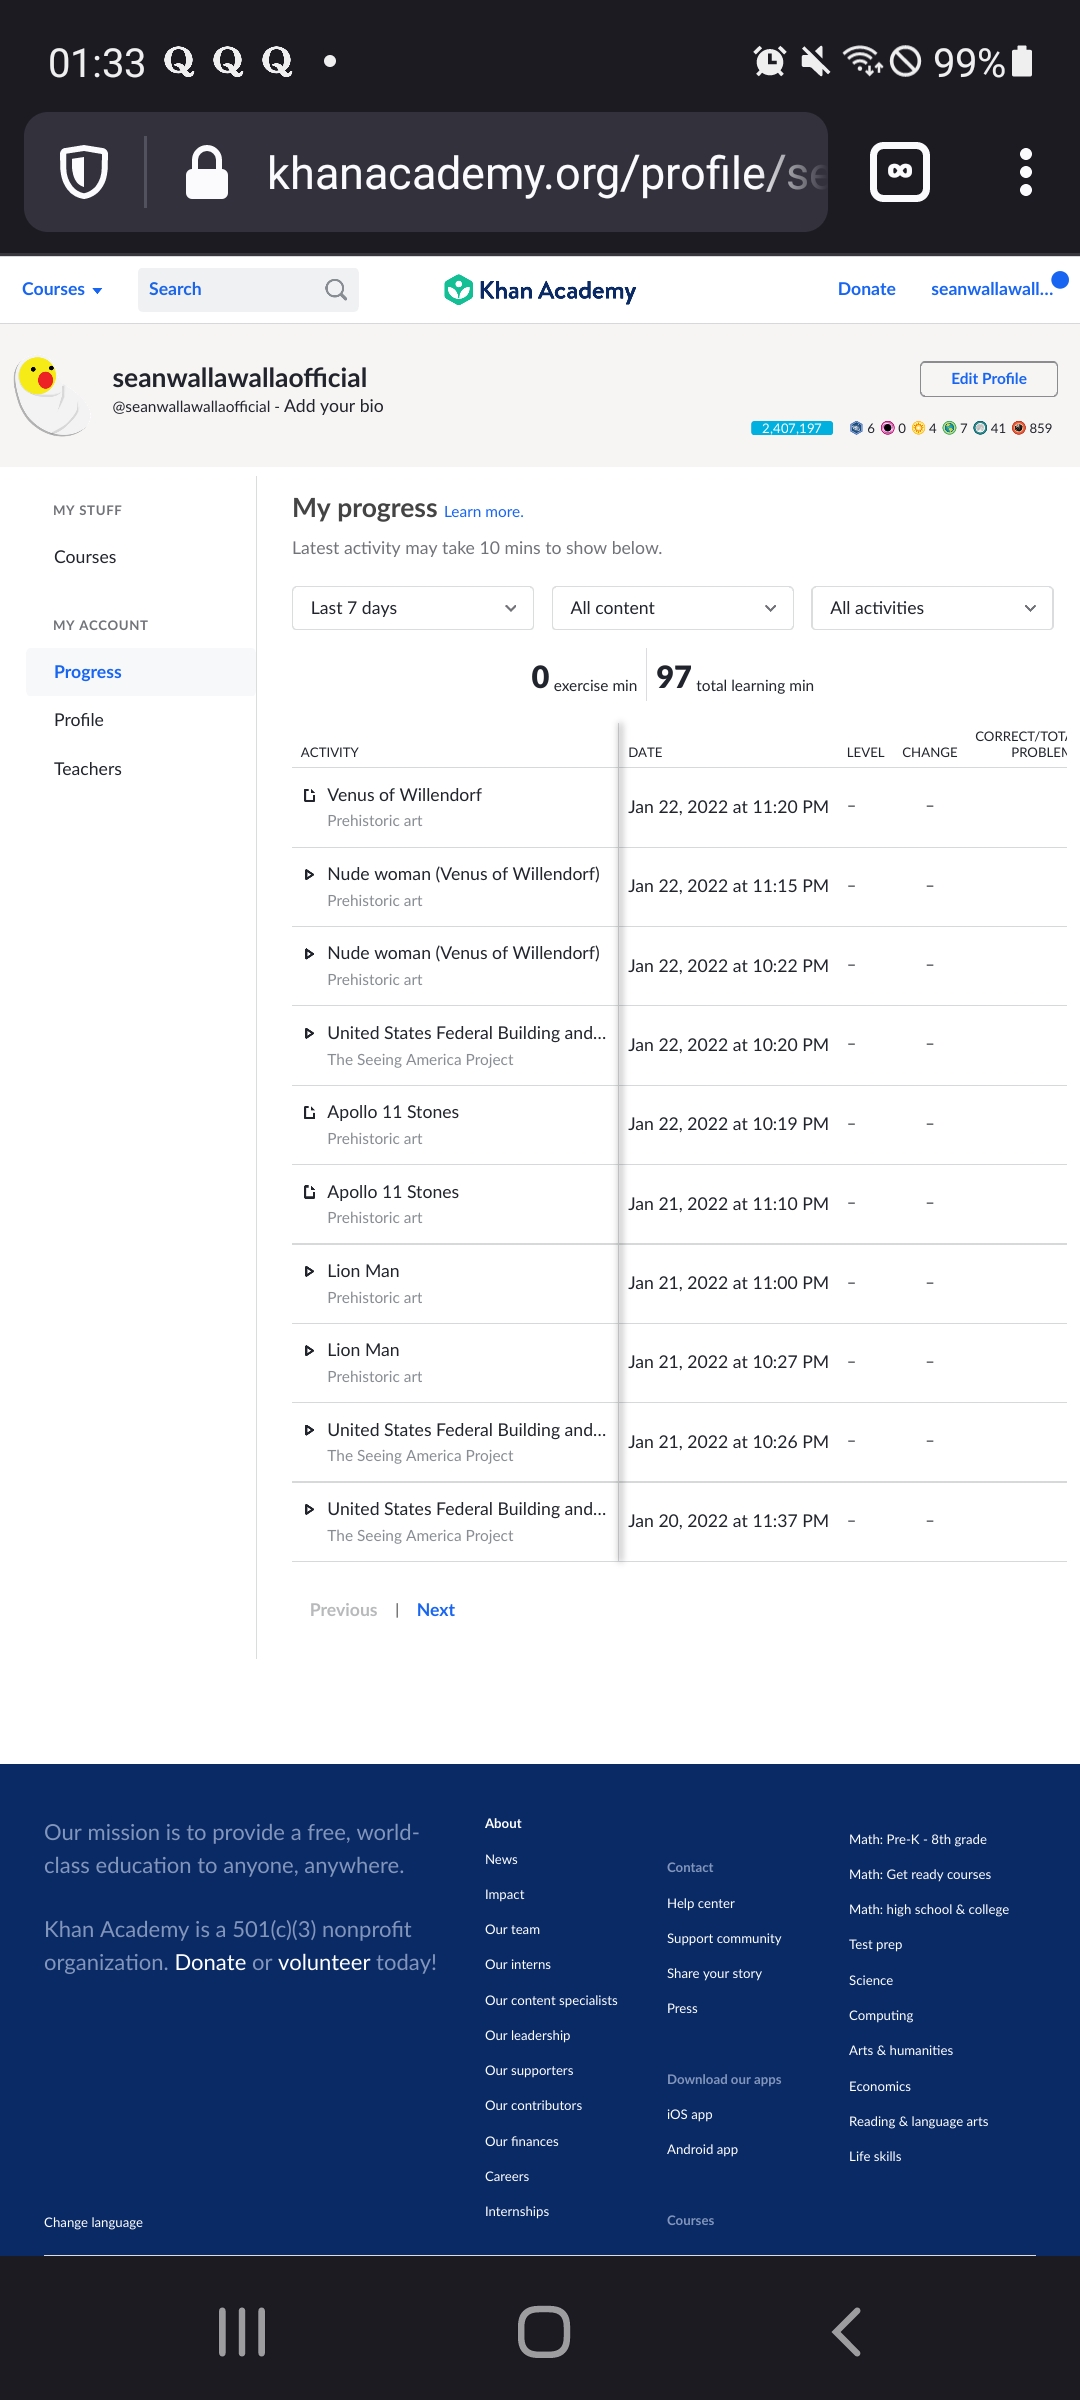 01:33 Q Q Q • 99%
khanacademy.org/profile/se
Courses Search Khan Academy Donate seanwallawall...
seanwallawallaofficial
@seanwallawallaofficial - Add your bio
Edit Profile
2,407,197 6 0 4 7 41 859
MY STUFF
Courses
MY ACCOUNT
Progress
Profile
Teachers
My progress Learn more.
Latest activity may take 10 mins to show below.
Last 7 days All content All activities
0 exercise min 97 total learning min
ACTIVITY DATE LEVEL CHANGE CORRECT/TOTA
PROBLEM
Venus of Willendorf
Prehistoric art
Jan 22, 2022 at 11:20 PM – –
Nude woman (Venus of Willendorf)
Prehistoric art
Jan 22, 2022 at 11:15 PM – –
Nude woman (Venus of Willendorf)
Prehistoric art
Jan 22, 2022 at 10:22 PM – –
United States Federal Building and...
The Seeing America Project
Jan 22, 2022 at 10:20 PM – –
Apollo 11 Stones
Prehistoric art
Jan 22, 2022 at 10:19 PM – –
Apollo 11 Stones
Prehistoric art
Jan 21, 2022 at 11:10 PM – –
Lion Man
Prehistoric art
Jan 21, 2022 at 11:00 PM – –
Lion Man
Prehistoric art
Jan 21, 2022 at 10:27 PM – –
United States Federal Building and...
The Seeing America Project
Jan 21, 2022 at 10:26 PM – –
United States Federal Building and...
The Seeing America Project
Jan 20, 2022 at 11:37 PM – –
Previous | Next
Our mission is to provide a free, world-
class education to anyone, anywhere.
Khan Academy is a 501(c)(3) nonprofit
organization. Donate or volunteer today!
Change language
About
News
Impact
Our team
Our interns
Our content specialists
Our leadership
Our supporters
Our contributors
Our finances
Careers
Internships
Contact
Help center
Support community
Share your story
Press
Download our apps
iOS app
Android app
Courses
Math: Pre-K - 8th grade
Math: Get ready courses
Math: high school & college
Test prep
Science
Computing
Arts & humanities
Economics
Reading & language arts
Life skills